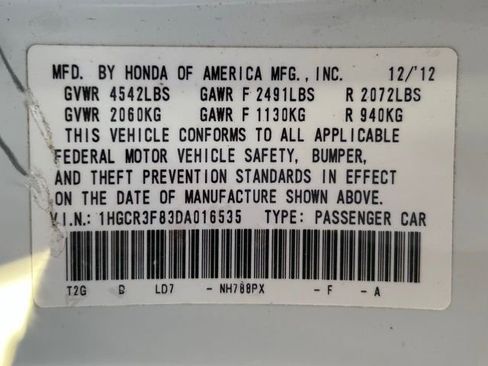 MFD. BY HONDA OF AMERICA MFG., INC. 12/'12
GVWR 4542LBS GAWR F 2491LBS R 2072LBS
GVWR 2060KG GAWR F 1130KG R 940KG
THIS VEHICLE CONFORMS TO ALL APPLICABLE
FEDERAL MOTOR VEHICLE SAFETY, BUMPER,
AND THEFT PREVENTION STANDARDS IN EFFECT
ON THE DATE OF MANUFACTURE SHOWN ABOVE.
V.I.N.: 1HGCR3F83DA016535 TYPE: PASSENGER CAR
T2G B LD7 - NH788PX - F - A